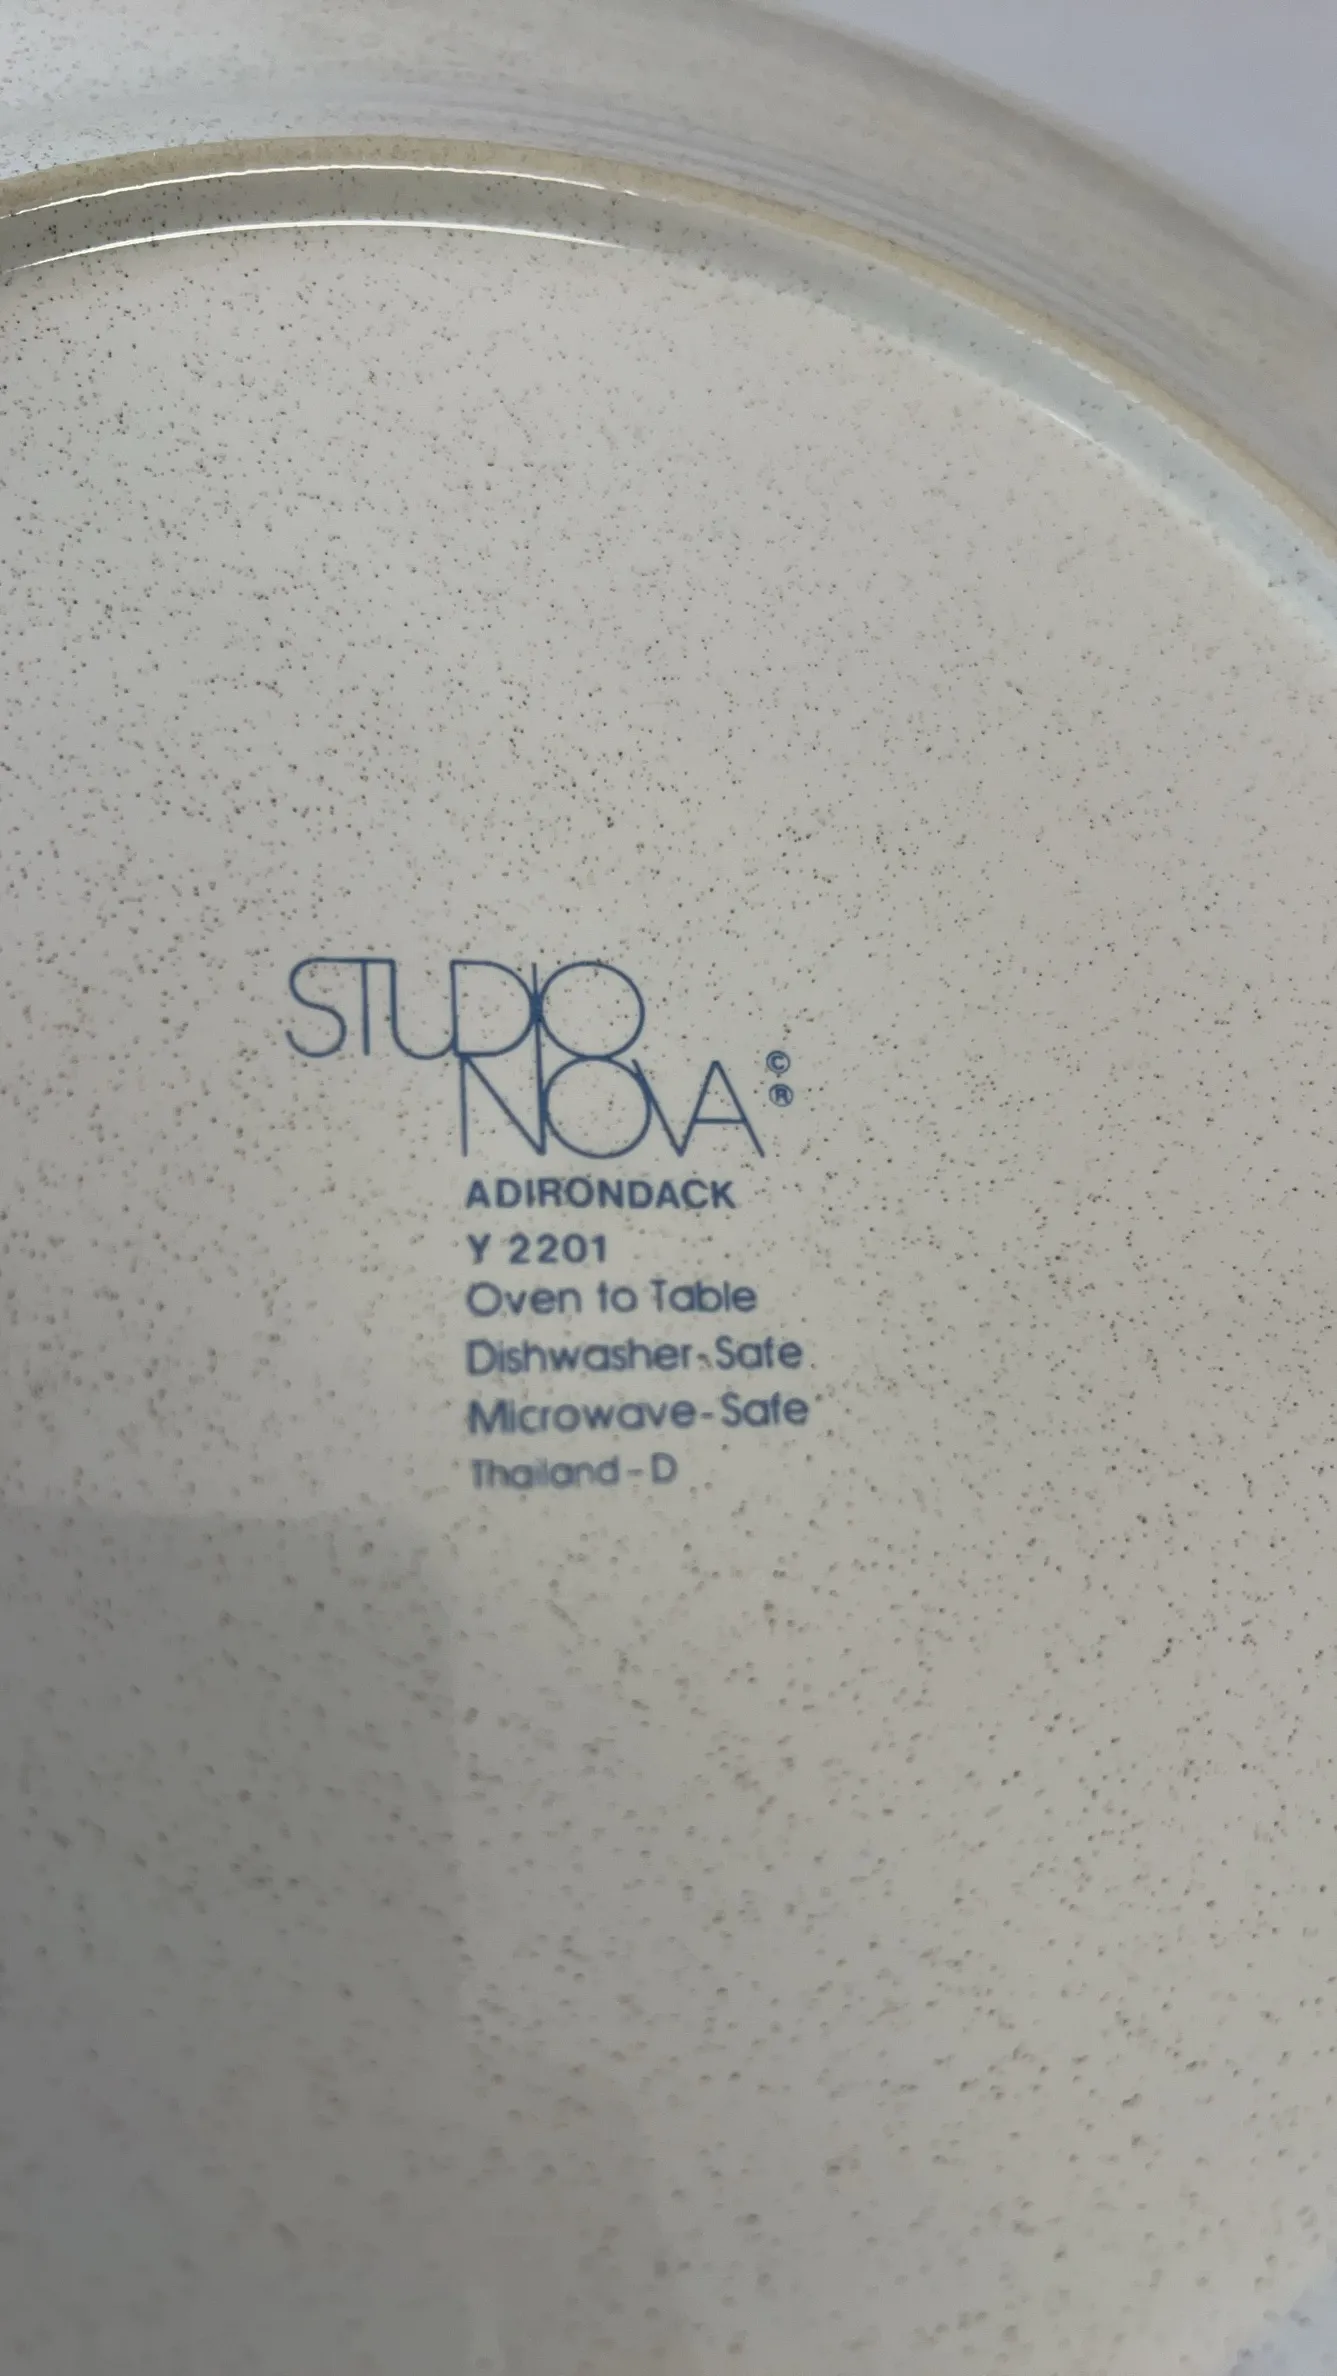 STUDIO
NOVA © ®
ADIRONDACK
Y 2201
Oven to Table
Dishwasher-Safe
Microwave-Safe
Thailand-D